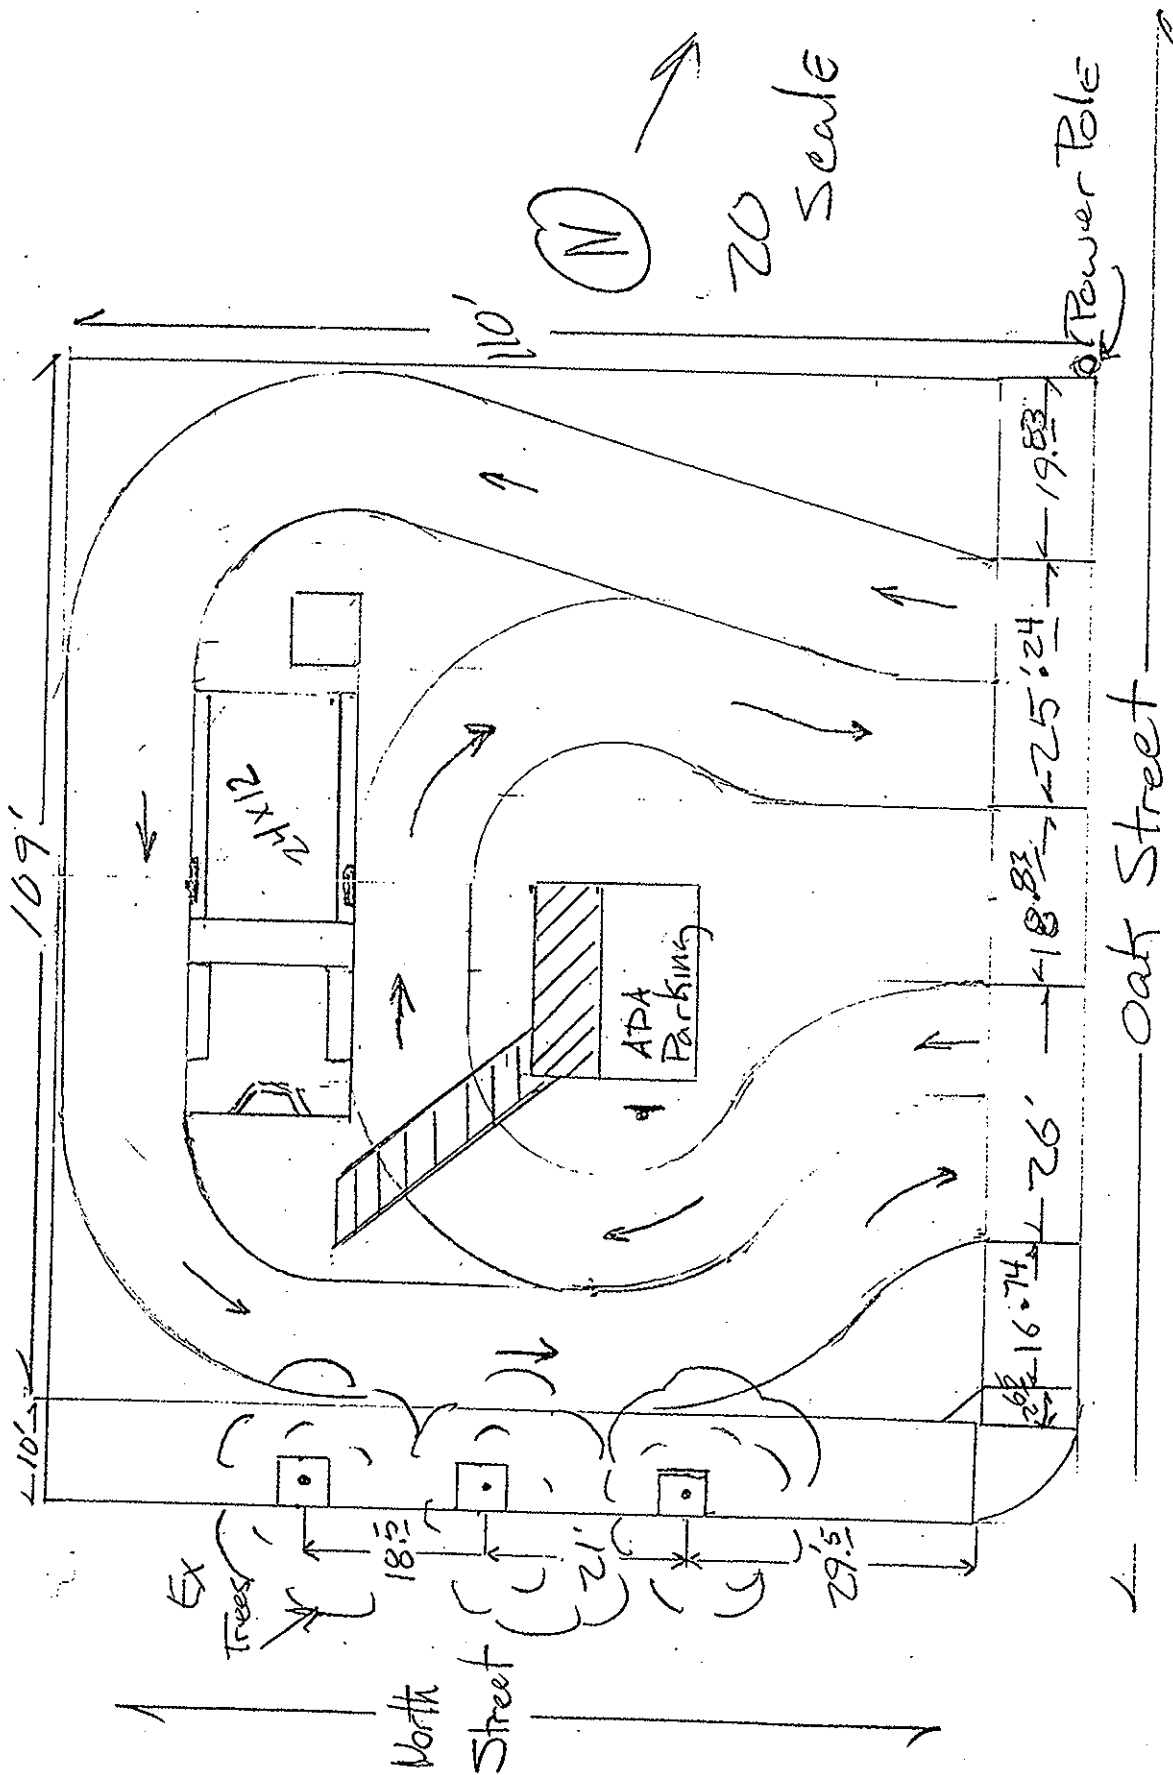 109'
10'
110'
N
20
Scale
24x12
ADA
Parking
Ex
Trees
18.5
21'
29.5'
North
Street
26'
18.83
25.24
19.83
16.74
Power Pole
Oak Street